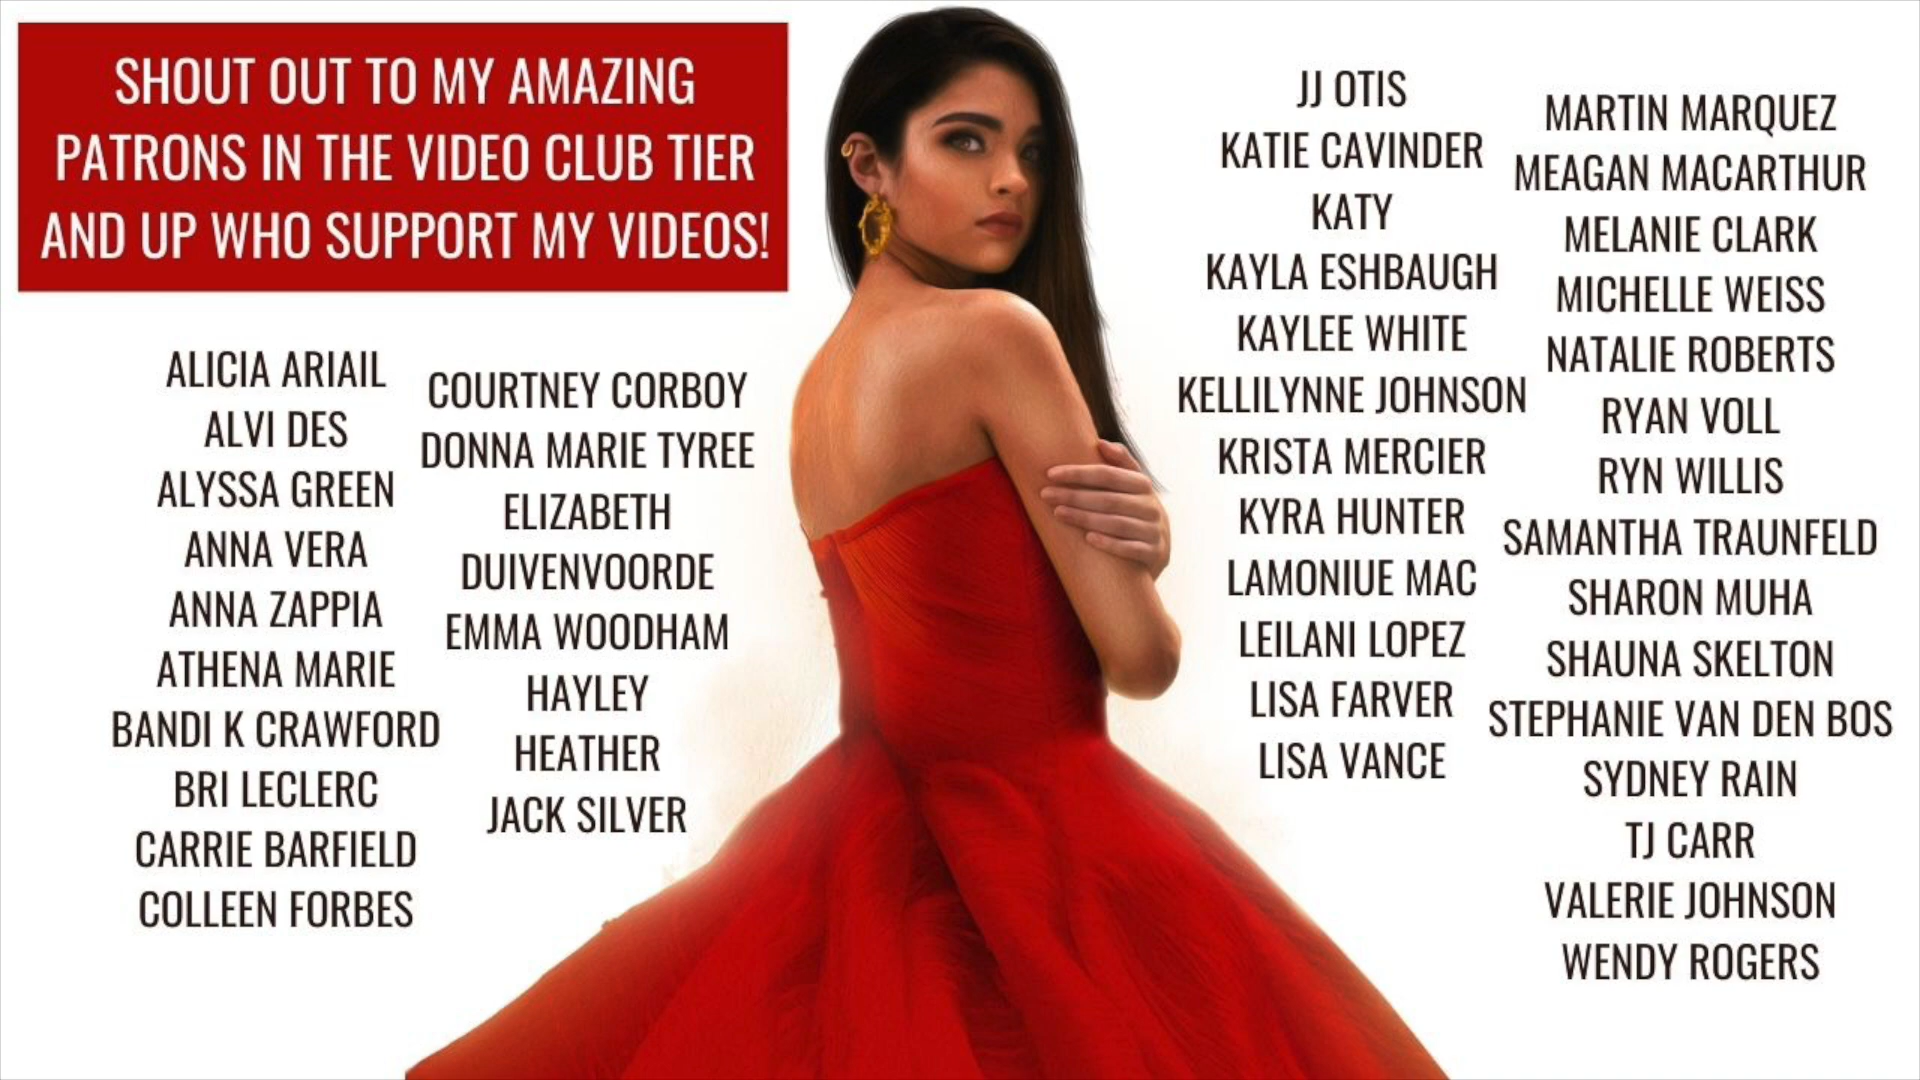 SHOUT OUT TO MY AMAZING
PATRONS IN THE VIDEO CLUB TIER
AND UP WHO SUPPORT MY VIDEOS!
ALICIA ARIAIL
ALVI DES
ALYSSA GREEN
ANNA VERA
ANNA ZAPPIA
ATHENA MARIE
BANDI K CRAWFORD
BRI LECLERC
CARRIE BARFIELD
COLLEEN FORBES
COURTNEY CORBOY
DONNA MARIE TYREE
ELIZABETH
DUIVENVOORDE
EMMA WOODHAM
HAYLEY
HEATHER
JACK SILVER
JJ OTIS
KATIE CAVINDER
KATY
KAYLA ESHBAUGH
KAYLEE WHITE
KELLILYNNE JOHNSON
KRISTA MERCIER
KYRA HUNTER
LAMONIUE MAC
LEILANI LOPEZ
LISA FARVER
LISA VANCE
MARTIN MARQUEZ
MEAGAN MACARTHUR
MELANIE CLARK
MICHELLE WEISS
NATALIE ROBERTS
RYAN VOLL
RYN WILLIS
SAMANTHA TRAUNFELD
SHARON MUHA
SHAUNA SKELTON
STEPHANIE VAN DEN BOS
SYDNEY RAIN
TJ CARR
VALERIE JOHNSON
WENDY ROGERS